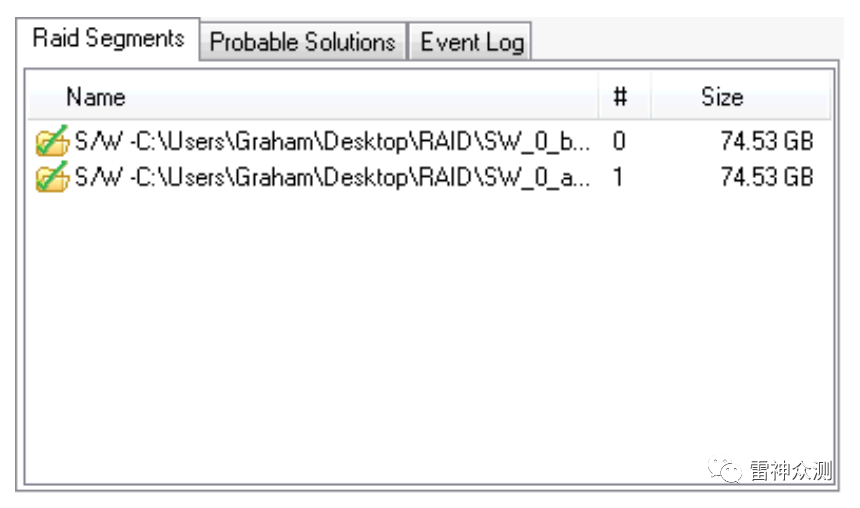 Raid Segments Probable Solutions Event Log
Name # Size
S/W -C:\Users\Graham\Desktop\RAID\SW_0_b... 0 74.53 GB
S/W -C:\Users\Graham\Desktop\RAID\SW_0_a... 1 74.53 GB
雷神众测